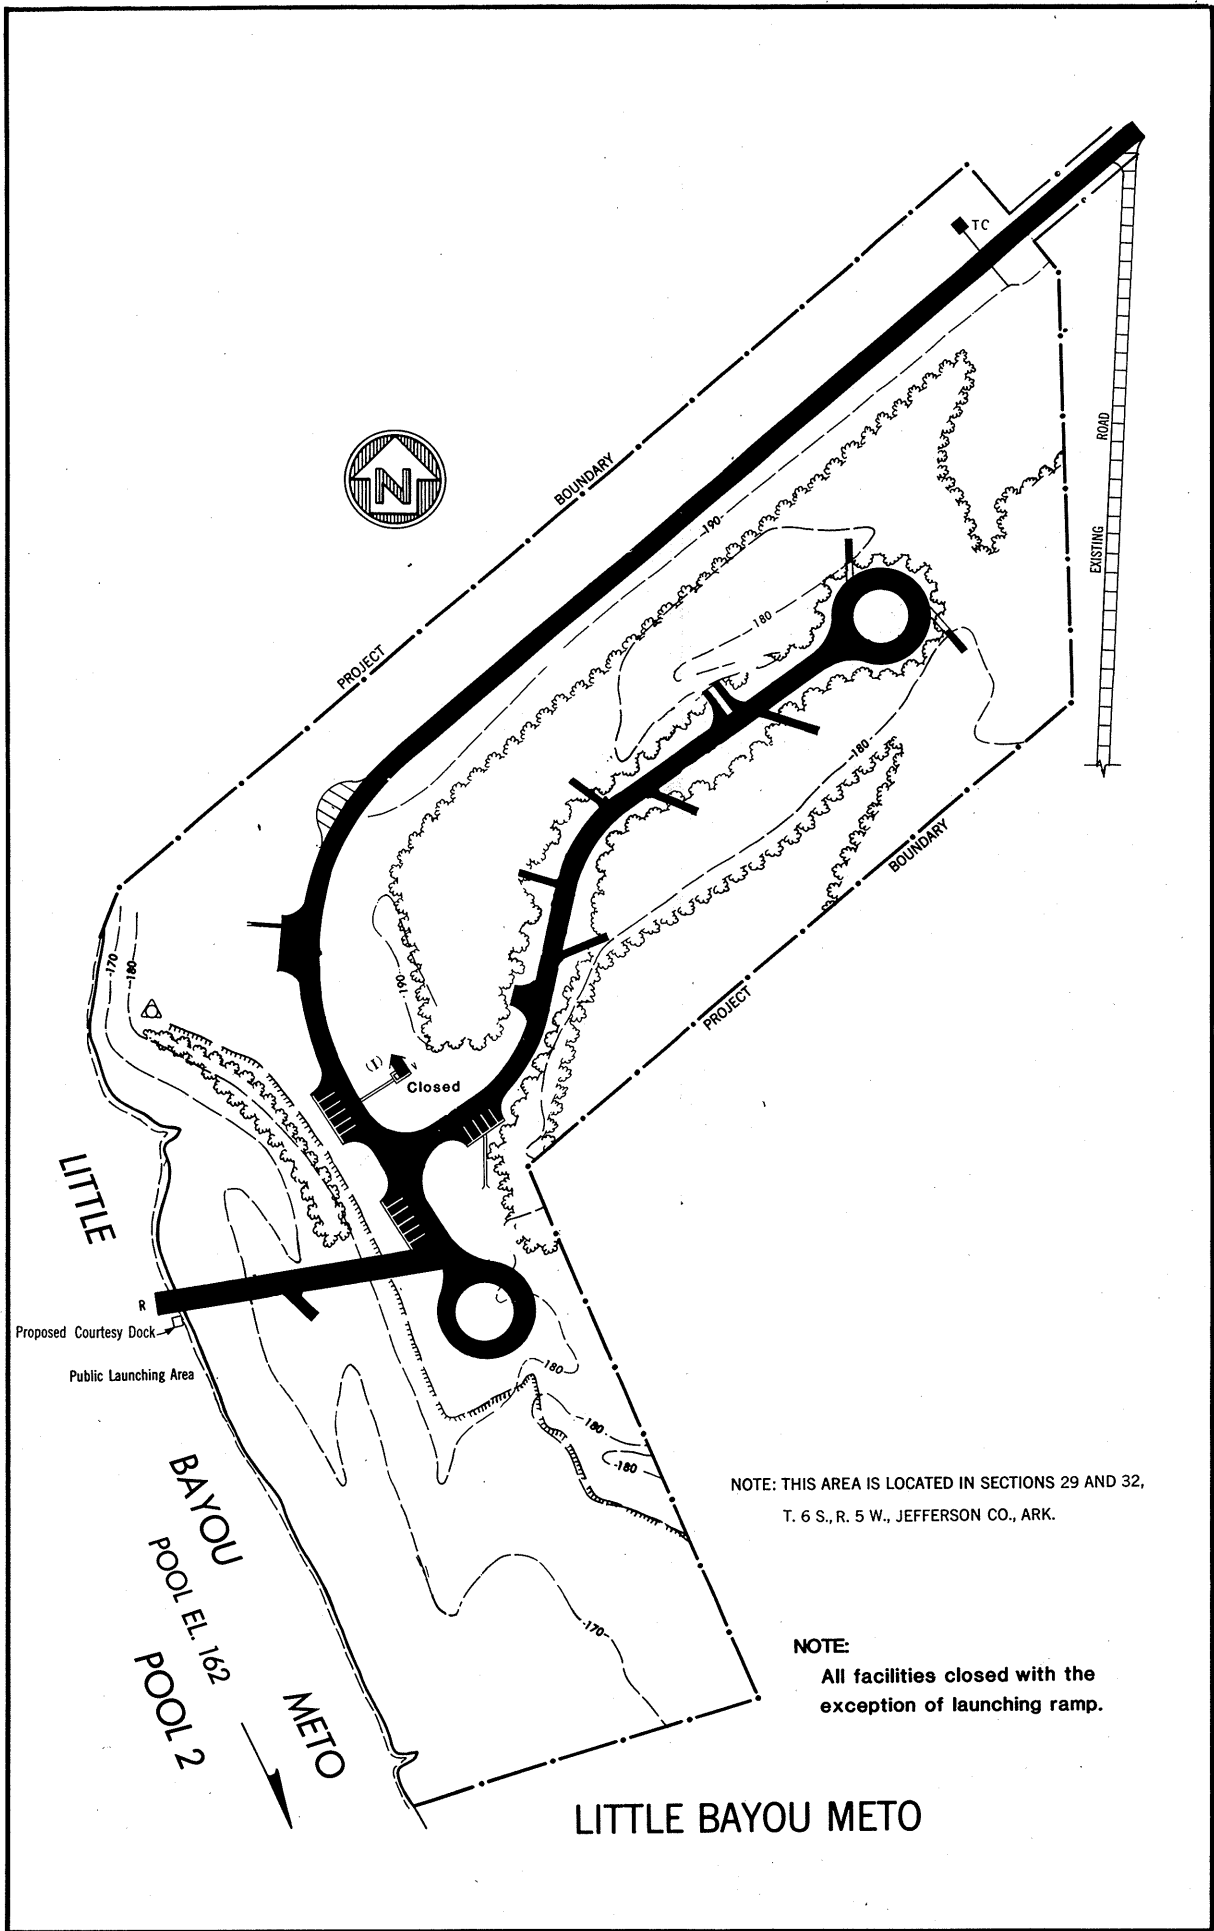 TC
N
ROAD
EXISTING
BOUNDARY
-190-
180
PROJECT
-180-
BOUNDARY
-170-
-180-
190
PROJECT
(1)
Closed
LITTLE
R
Proposed Courtesy Dock
Public Launching Area
-180-
-180-
-180-
BAYOU
POOL EL. 162
POOL 2
METO
-170-
NOTE: THIS AREA IS LOCATED IN SECTIONS 29 AND 32,
T. 6 S., R. 5 W., JEFFERSON CO., ARK.
NOTE:
All facilities closed with the
exception of launching ramp.
LITTLE BAYOU METO